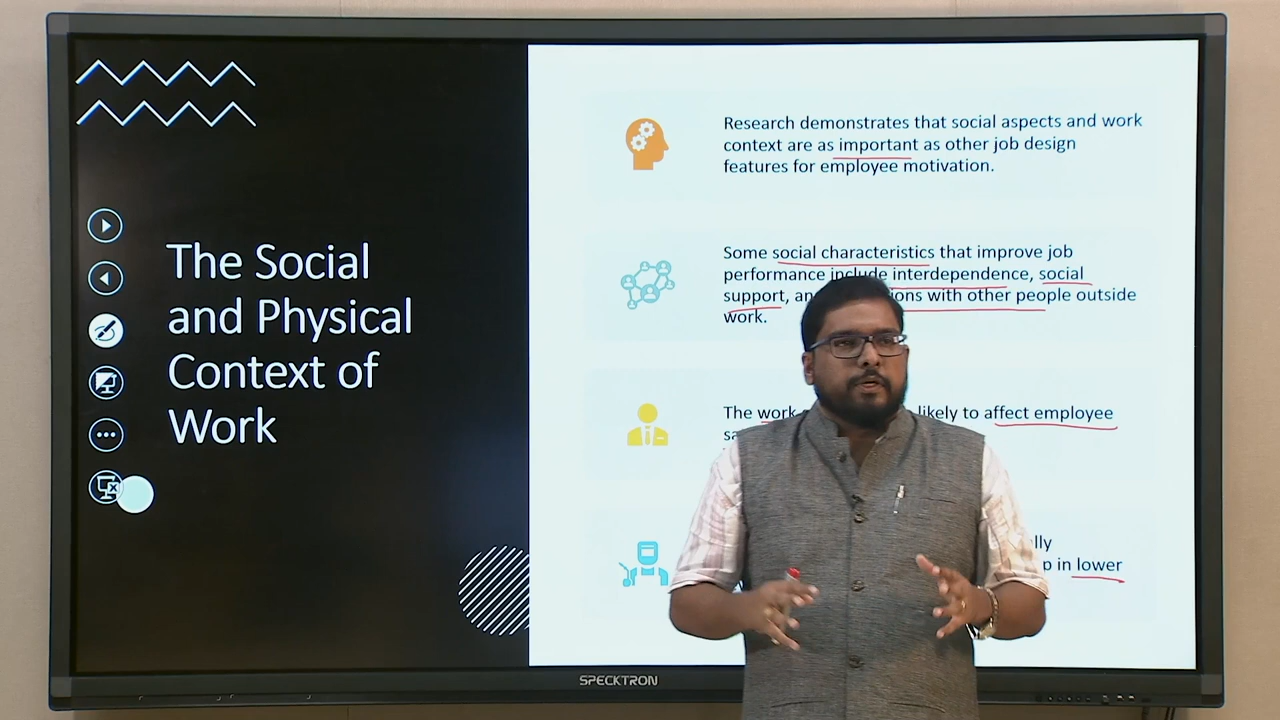 The Social
and Physical
Context of
Work
Research demonstrates that social aspects and work
context are as important as other job design
features for employee motivation.
Some social characteristics that improve job
performance include interdependence, social
support, with other people outside
work.
The work likely to affect employee
in lower
SPECKTRON